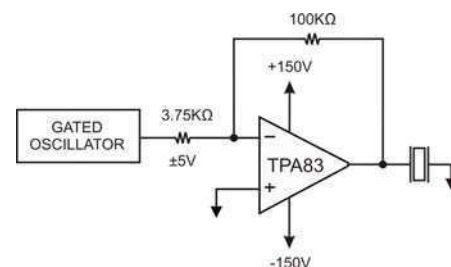 100KΩ
+150V
3.75KΩ
GATED
OSCILLATOR
−
TPA83
±5V
+
-150V